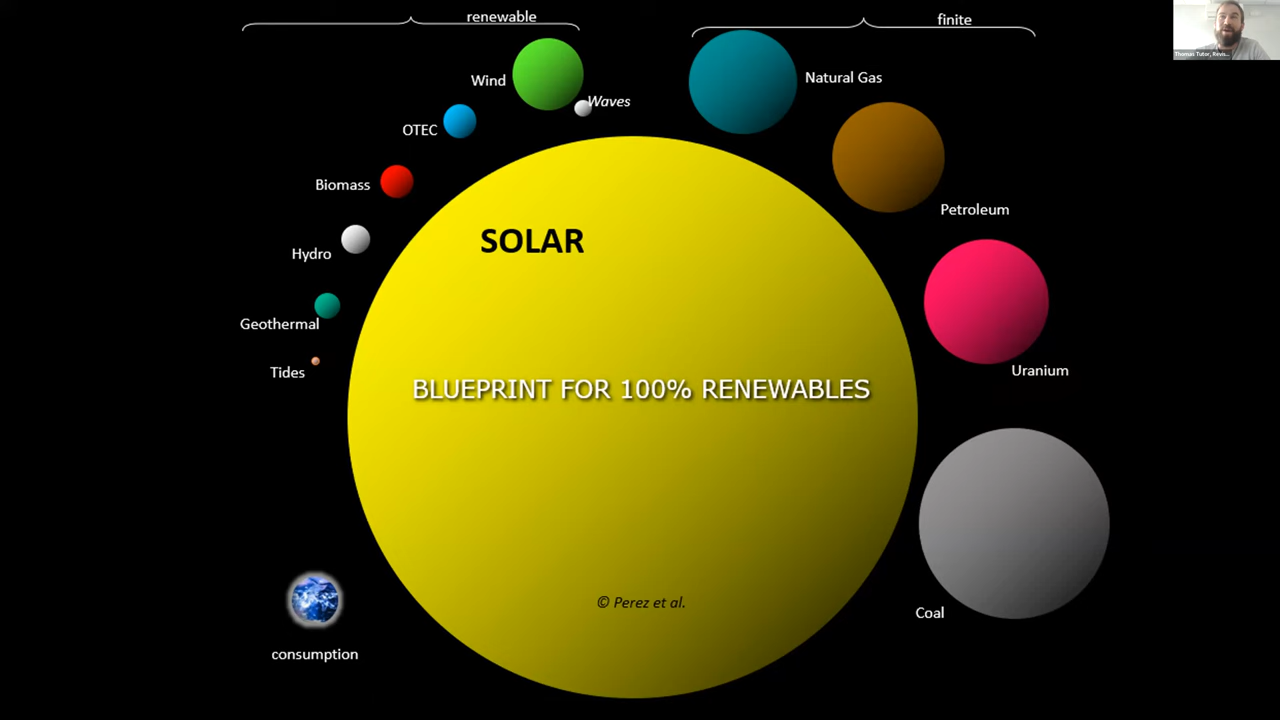 renewable
finite
Wind
Natural Gas
Waves
OTEC
Biomass
Petroleum
SOLAR
Hydro
Geothermal
Uranium
Tides
BLUEPRINT FOR 100% RENEWABLES
© Perez et al.
Coal
consumption